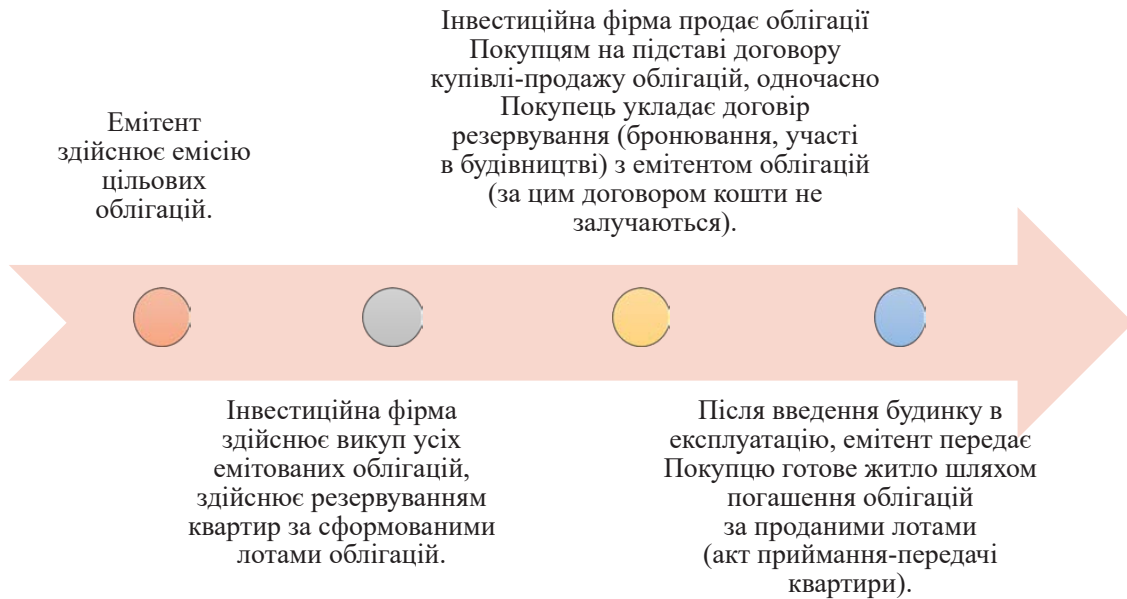 Емітент
здійснює емісію
цільових
облігацій.
Інвестиційна фірма
здійснює викуп усіх
емітованих облігацій,
здійснює резервуванням
квартир за сформованими
лотами облігацій.
Інвестиційна фірма продає облігації
Покупцям на підставі договору
купівлі-продажу облігацій, одночасно
Покупець укладає договір
резервування (бронювання, участі
в будівництві) з емітентом облігацій
(за цим договором кошти не
залучаються).
Після введення будинку в
експлуатацію, емітент передає
Покупцю готове житло шляхом
погашення облігацій
за проданими лотами
(акт приймання-передачі
квартири).